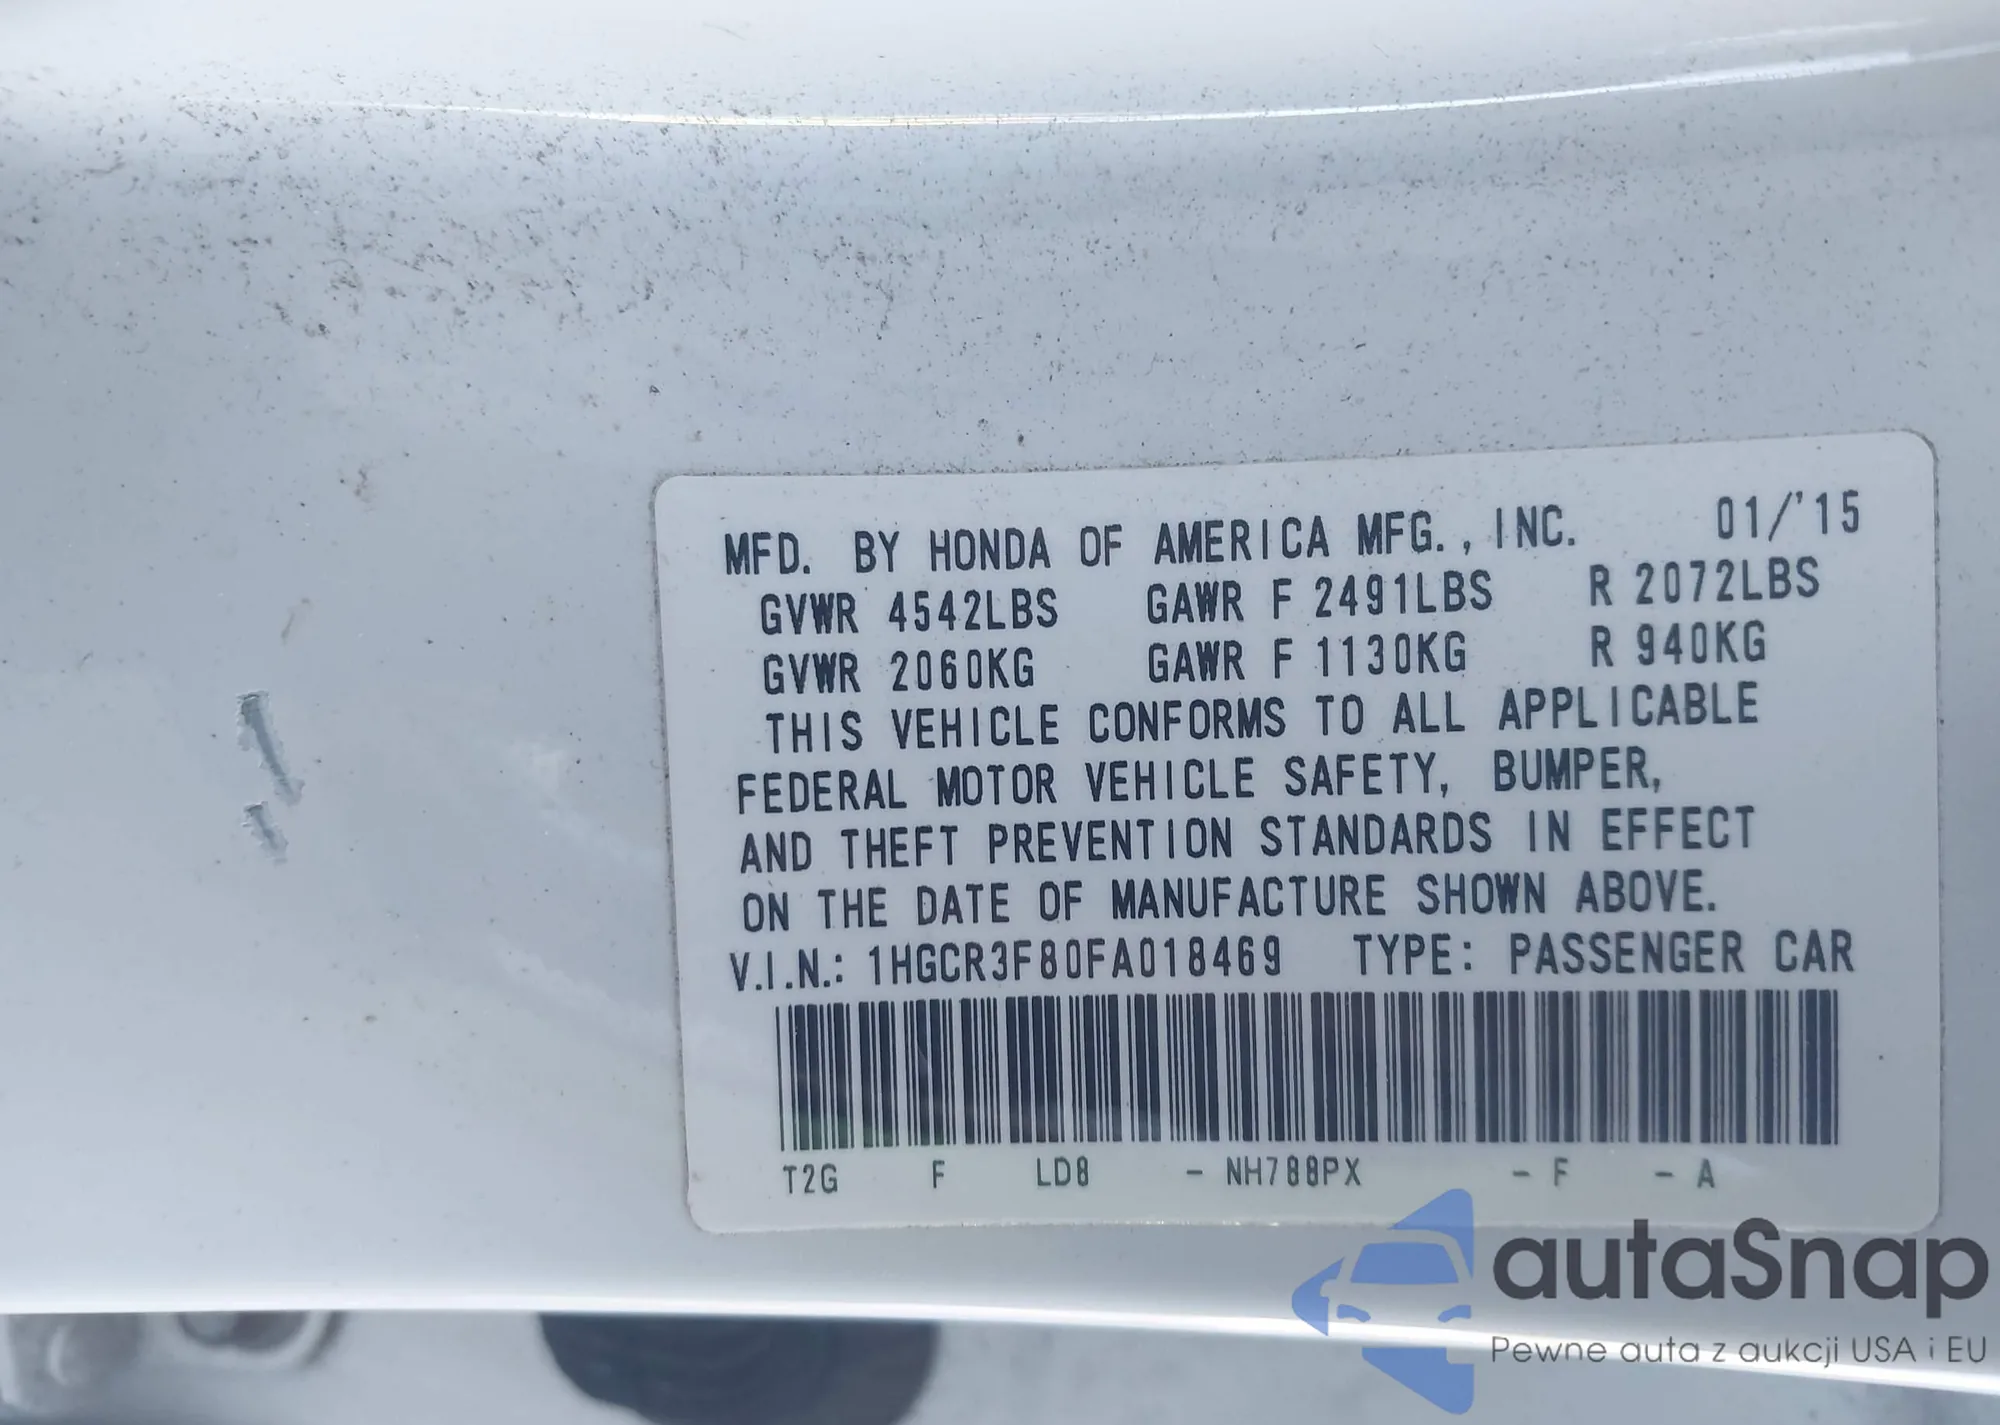 MFD. BY HONDA OF AMERICA MFG., INC. 01/'15
GVWR 4542LBS GAWR F 2491LBS R 2072LBS
GVWR 2060KG GAWR F 1130KG R 940KG
THIS VEHICLE CONFORMS TO ALL APPLICABLE
FEDERAL MOTOR VEHICLE SAFETY, BUMPER,
AND THEFT PREVENTION STANDARDS IN EFFECT
ON THE DATE OF MANUFACTURE SHOWN ABOVE.
V.I.N.: 1HGCR3F80FA018469 TYPE: PASSENGER CAR
T2G F LD8 - NH788PX - F - A
autaSnap
Pewne auta z aukcji USA i EU